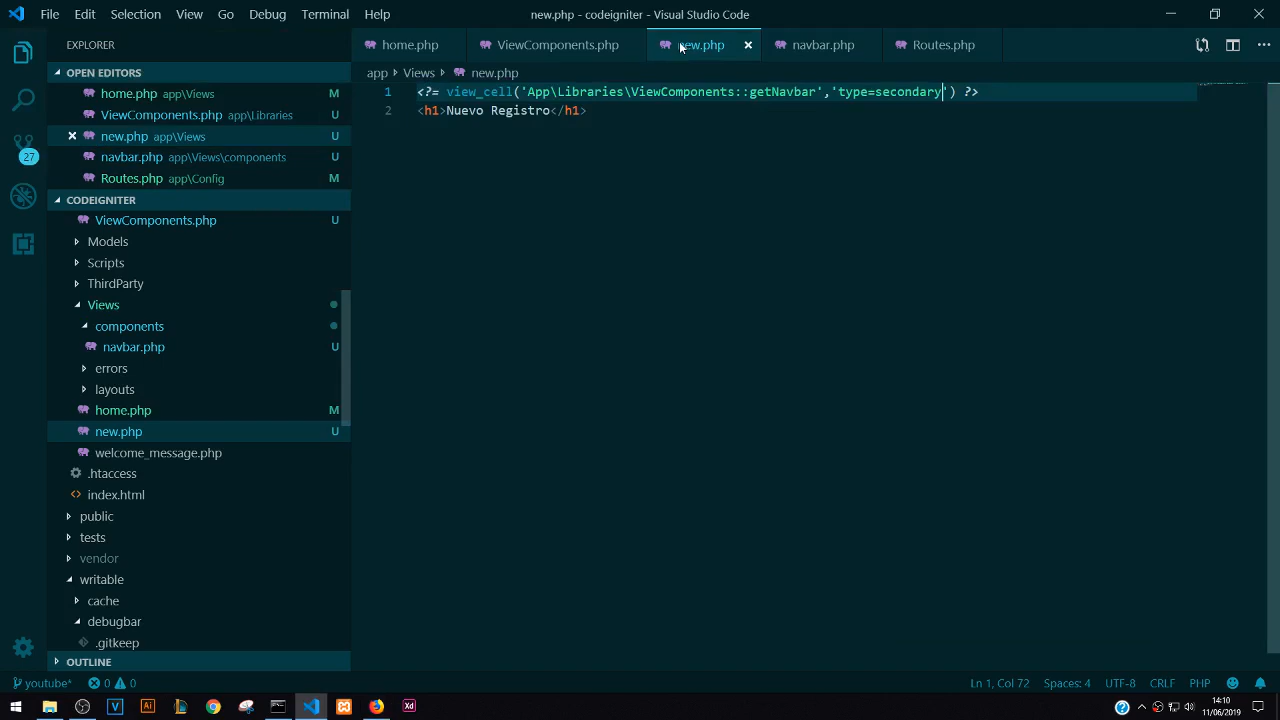 File Edit Selection View Go Debug Terminal Help
new.php - codeigniter - Visual Studio Code
EXPLORER
OPEN EDITORS
home.php app\Views M
ViewComponents.php app\Libraries U
new.php app\Views U
navbar.php app\Views\components U
Routes.php app\Config M
CODEIGNITER
ViewComponents.php U
Models
Scripts
ThirdParty
Views
components
navbar.php U
errors
layouts
home.php M
new.php U
welcome_message.php
.htaccess
index.html
public
tests
vendor
writable
cache
debugbar
.gitkeep
OUTLINE
27
home.php ViewComponents.php new.php navbar.php Routes.php
app Views new.php
1 <?= view_cell('App\Libraries\ViewComponents::getNavbar','type=secondary') ?>
2 <h1>Nuevo Registro</h1>
youtube* 0 0 Ln 1, Col 72 Spaces: 4 UTF-8 CRLF PHP
V Ai Xd
14:10
11/06/2019